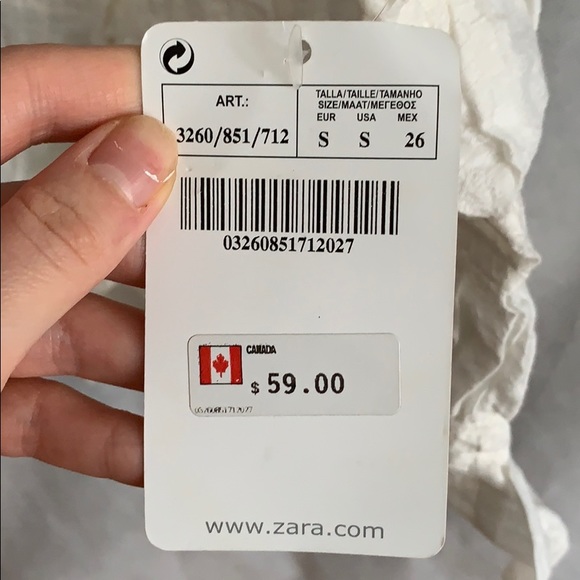 ART.:
3260/851/712
TALLA/TAILLE/TAMANHO
SIZE/MAAT/ΜΕΓΕΘΟΣ
EUR USA MEX
S S 26
03260851712027
CANADA
$ 59.00
www.zara.com